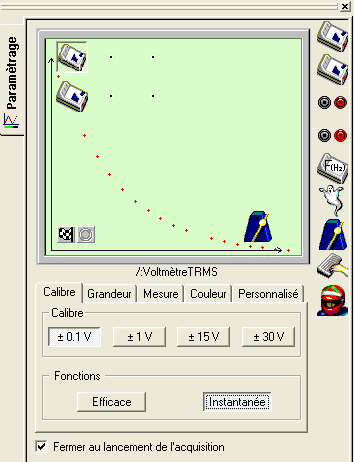 Paramétrage
F(Hz)
/:VoltmètreTRMS
Calibre Grandeur Mesure Couleur Personnalisé
Calibre
± 0.1 V ± 1 V ± 15 V ± 30 V
Fonctions
Efficace Instantanée
Fermer au lancement de l'acquisition